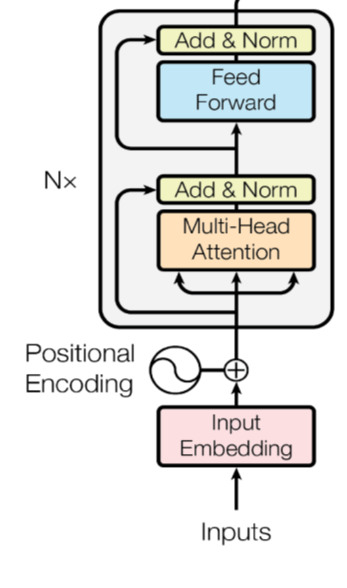 Add & Norm
Feed
Forward
Nx
Add & Norm
Multi-Head
Attention
Positional
Encoding
Input
Embedding
Inputs